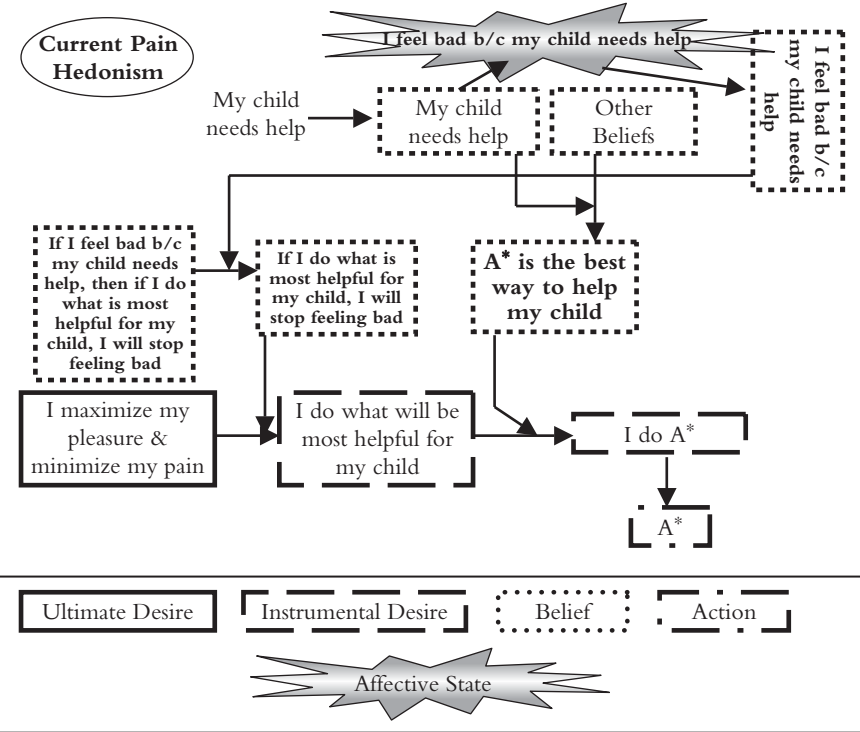 Current Pain
Hedonism
I feel bad b/c my child needs help
I feel bad b/c
my child needs
help
My child
needs help
My child
needs help
Other
Beliefs
If I feel bad b/c
my child needs
help, then if I do
what is most
helpful for my
child, I will stop
feeling bad
If I do what is
most helpful for
my child, I will
stop feeling bad
A* is the best
way to help
my child
I maximize my
pleasure &
minimize my pain
I do what will be
most helpful for
my child
I do A*
A*
Ultimate Desire
Instrumental Desire
Belief
Action
Affective State